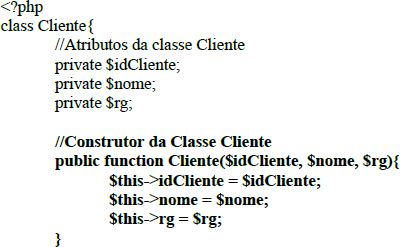 <?php
class Cliente{
//Atributos da classe Cliente
private $idCliente;
private $nome;
private $rg;
//Construtor da Classe Cliente
public function Cliente($idCliente, $nome, $rg){
$this->idCliente = $idCliente;
$this->nome = $nome;
$this->rg = $rg;
}